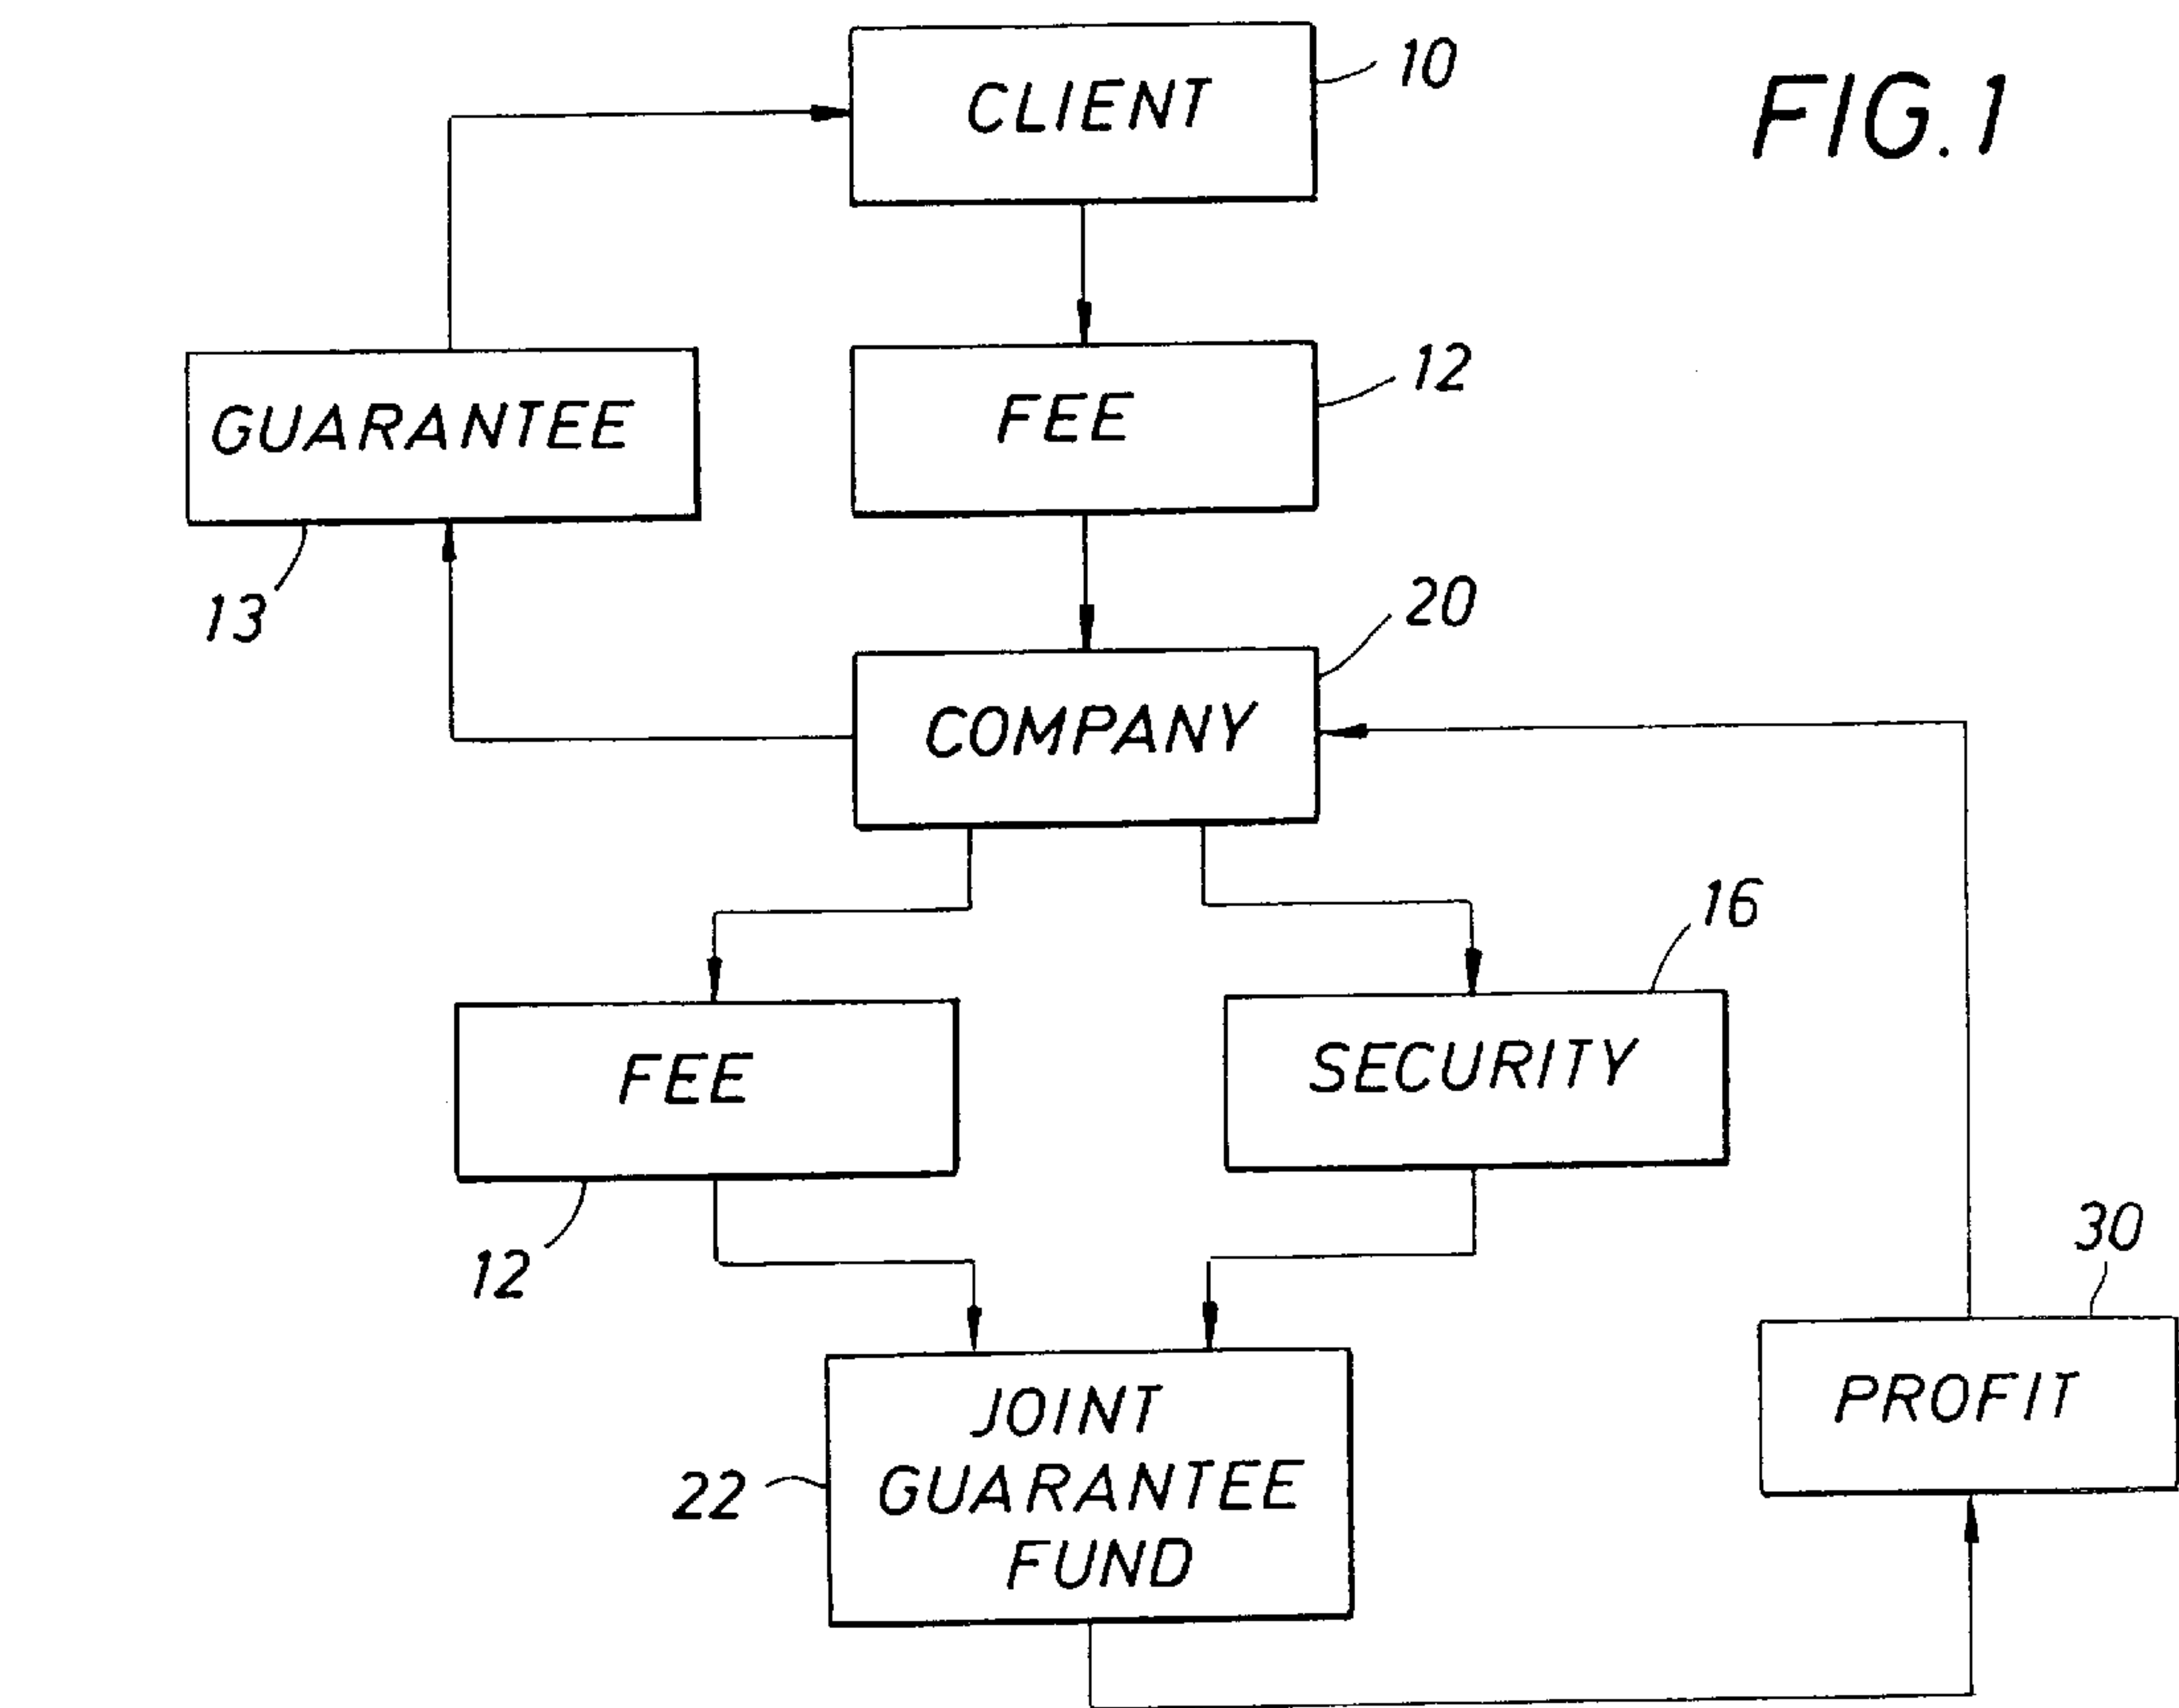 CLIENT
10
FIG. 1
GUARANTEE
13
FEE
12
COMPANY
20
FEE
12
SECURITY
16
JOINT
GUARANTEE
FUND
22
PROFIT
30